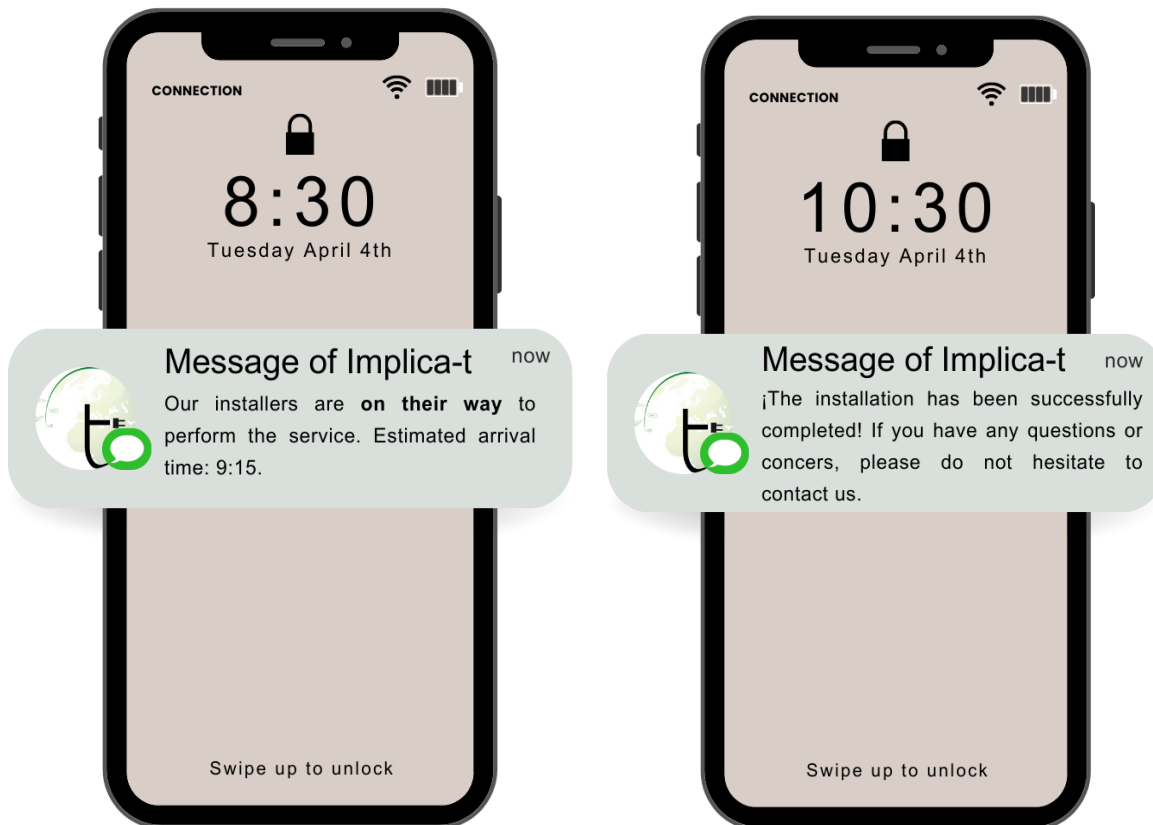 CONNECTION
8:30
Tuesday April 4th
Message of Implica-t now
Our installers are on their way to
perform the service. Estimated arrival
time: 9:15.
Swipe up to unlock
CONNECTION
10:30
Tuesday April 4th
Message of Implica-t now
¡The installation has been successfully
completed! If you have any questions or
concers, please do not hesitate to
contact us.
Swipe up to unlock